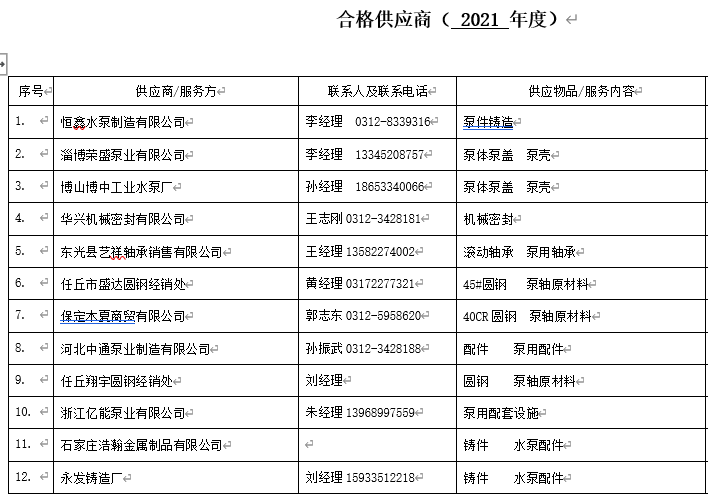 合格供应商（ 2021 年度）
序号 供应商/服务方 联系人及联系电话 供应物品/服务内容
1. 恒鑫水泵制造有限公司 李经理 0312-8339316 泵件铸造
2. 淄博荣盛泵业有限公司 李经理 13345208757 泵体泵盖 泵壳
3. 博山博中工业水泵厂 孙经理 18653340066 泵体泵盖 泵壳
4. 华兴机械密封有限公司 王志刚 0312-3428181 机械密封
5. 东光县艺祥轴承销售有限公司 王经理 13582274002 滚动轴承 泵用轴承
6. 任丘市盛达圆钢经销处 黄经理 03172277321 45#圆钢 泵轴原材料
7. 保定本夏商贸有限公司 郭志东 0312-5958620 40CR 圆钢 泵轴原材料
8. 河北中通泵业制造有限公司 孙振武 0312-3428188 配件 泵用配件
9. 任丘翔宇圆钢经销处 刘经理 圆钢 泵轴原材料
10. 浙江亿能泵业有限公司 朱经理 13968997559 泵用配套设施
11. 石家庄浩瀚金属制品有限公司 铸件 水泵配件
12. 永发铸造厂 刘经理 15933512218 铸件 水泵配件